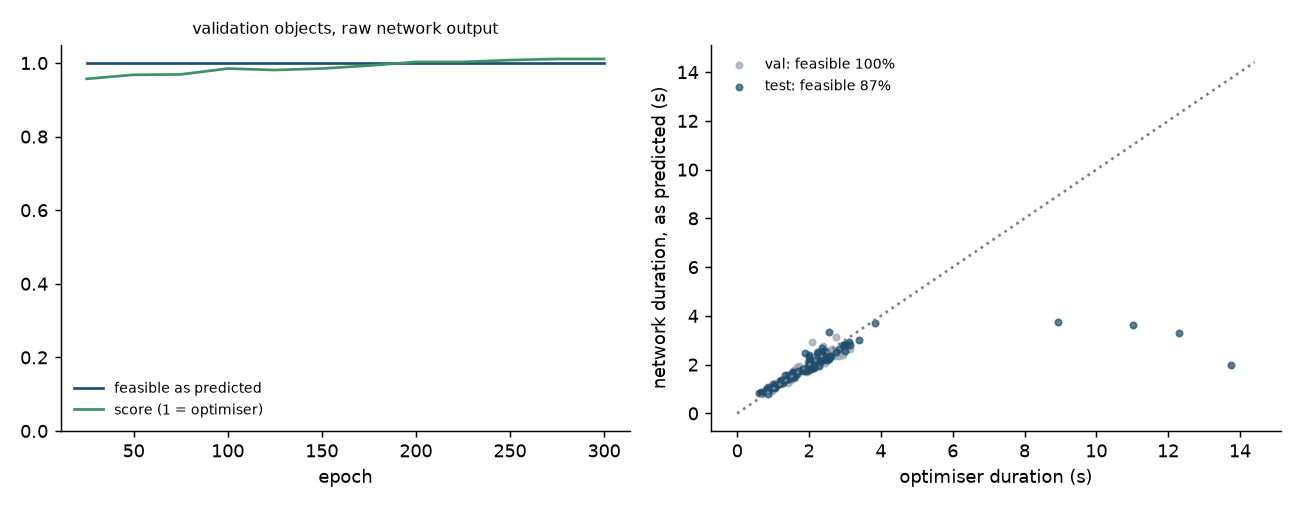 validation objects, raw network output
1.0
0.8
0.6
0.4
0.2
0.0
feasible as predicted
score (1 = optimiser)
50 100 150 200 250 300
epoch
network duration, as predicted (s)
14
12
10
8
6
4
2
0
val: feasible 100%
test: feasible 87%
0 2 4 6 8 10 12 14
optimiser duration (s)